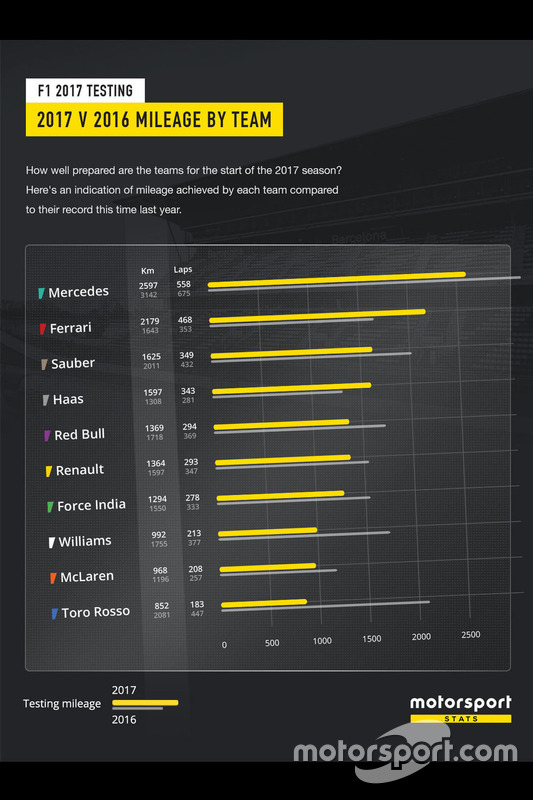 F1 2017 TESTING
2017 V 2016 MILEAGE BY TEAM
How well prepared are the teams for the start of the 2017 season?
Here's an indication of mileage achieved by each team compared
to their record this time last year.
Barcelona
Km Laps
Mercedes 2597 558
3142 675
Ferrari 2179 468
1643 353
Sauber 1625 349
2011 432
Haas 1597 343
1308 281
Red Bull 1369 294
1718 369
Renault 1364 293
1597 347
Force India 1294 278
1550 333
Williams 992 213
1755 377
McLaren 968 208
1196 257
Toro Rosso 852 183
2081 447
0 500 1000 1500 2000 2500
2017
Testing mileage
2016
motorsport
STATS
motorsport.com